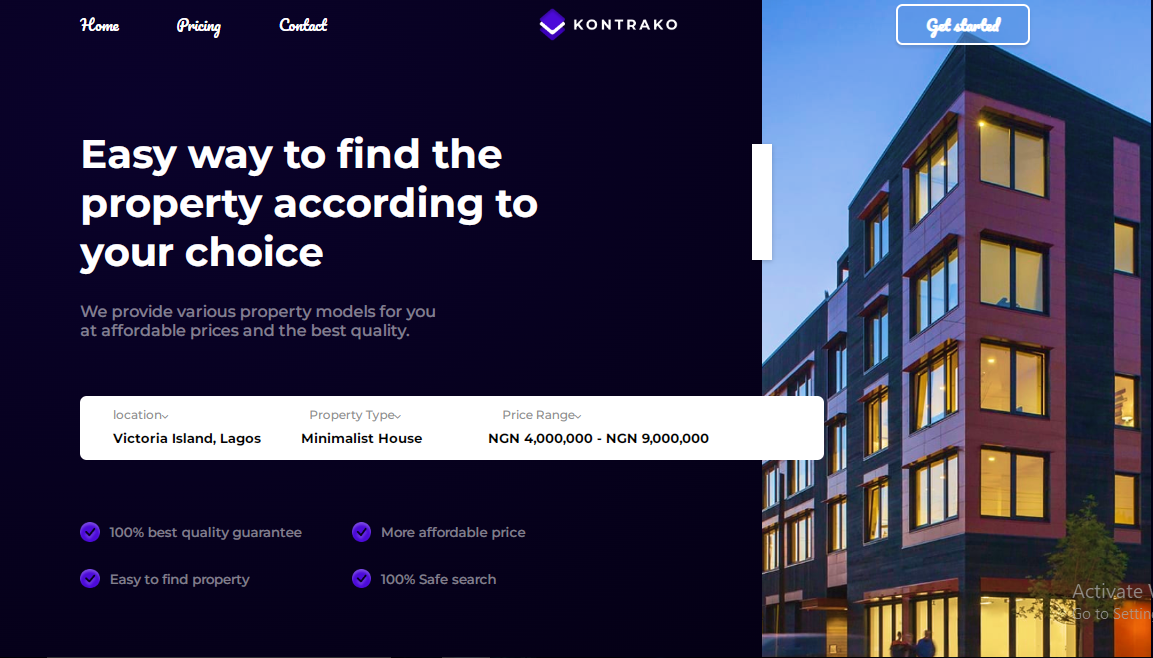 Home Pricing Contact KONTRAKO Get started
Easy way to find the
property according to
your choice
We provide various property models for you
at affordable prices and the best quality.
location Property Type Price Range
Victoria Island, Lagos Minimalist House NGN 4,000,000 - NGN 9,000,000
100% best quality guarantee More affordable price
Easy to find property 100% Safe search
Activate
Go to